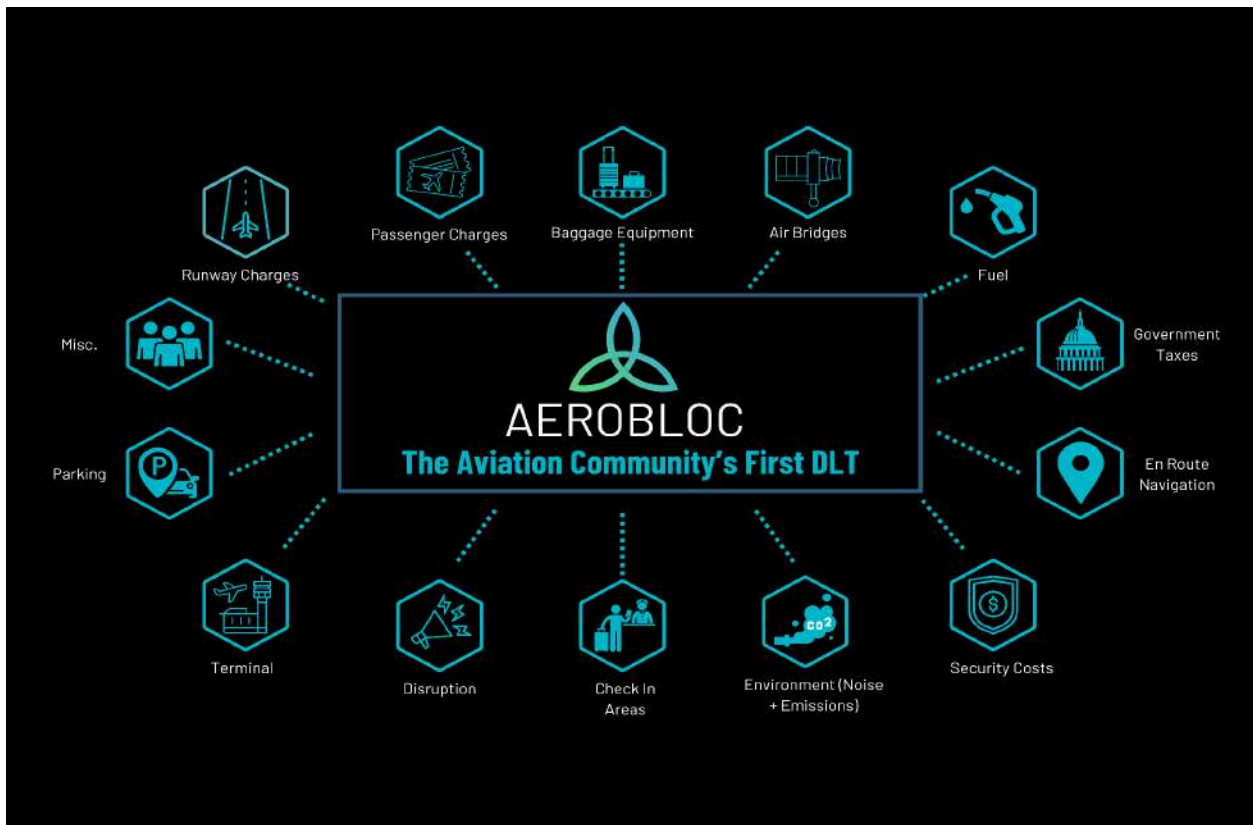 Passenger Charges
Baggage Equipment
Air Bridges
Runway Charges
Fuel
Misc.
Government
Taxes
AEROBLOC
The Aviation Community's First DLT
Parking
P
En Route
Navigation
CO2
$
Terminal
Disruption
Check In
Areas
Environment (Noise
+ Emissions)
Security Costs